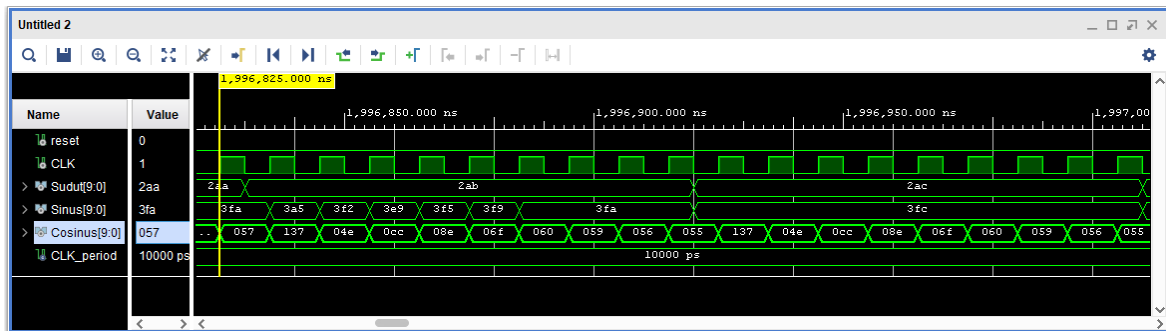 Untitled 2
1,996,825.000 ns
Name Value
1,996,850.000 ns 1,996,900.000 ns 1,996,950.000 ns 1,997,00
reset 0
CLK 1
Sudut[9:0] 2aa 2aa 2ab 2ac
Sinus[9:0] 3fa 3fa 3a5 3f2 3e9 3f5 3f9 3fa 3fc
Cosinus[9:0] 057 .. 057 137 04e 0cc 08e 06f 060 059 056 055 137 04e 0cc 08e 06f 060 059 056 055
CLK_period 10000 ps 10000 ps